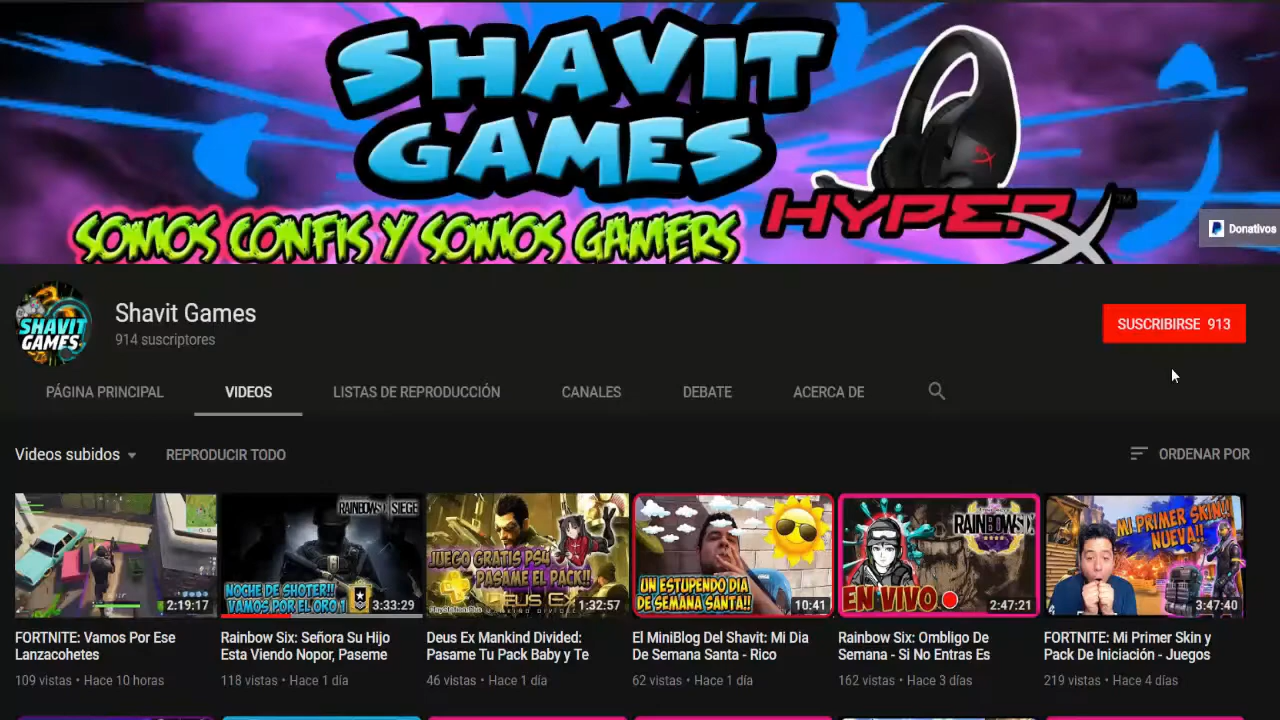 SHAVIT
GAMES
SOMOS CONFIS Y SOMOS GAMERS
HYPERX™
Donativos
SHAVIT
GAMES
Shavit Games
914 suscriptores
SUSCRIBIRSE 913
PÁGINA PRINCIPAL
VIDEOS
LISTAS DE REPRODUCCIÓN
CANALES
DEBATE
ACERCA DE
Videos subidos
REPRODUCIR TODO
ORDENAR POR
2:19:17
FORTNITE: Vamos Por Ese
Lanzacohetes
109 vistas • Hace 10 horas
RAINBOW SIX SIEGE
NOCHE DE SHOTER!!
VAMOS POR EL ORO 1
3:33:29
Rainbow Six: Señora Su Hijo
Esta Viendo Nopor, Paseme
118 vistas • Hace 1 día
JUEGO GRATIS PS4
PASAME EL PACK!!
PlayStation Plus
DEUS EX
MANKIND DIVIDED
1:32:57
Deus Ex Mankind Divided:
Pasame Tu Pack Baby y Te
46 vistas • Hace 1 día
UN ESTUPENDO DIA
DE SEMANA SANTA!!
10:41
El MiniBlog Del Shavit: Mi Dia
De Semana Santa - Rico
62 vistas • Hace 1 día
RAINBOW SIX
EN VIVO
2:47:21
Rainbow Six: Ombligo De
Semana - Si No Entras Es
162 vistas • Hace 3 días
MI PRIMER SKIN!!
NUEVA!!
3:47:40
FORTNITE: Mi Primer Skin y
Pack De Iniciación - Juegos
219 vistas • Hace 4 días